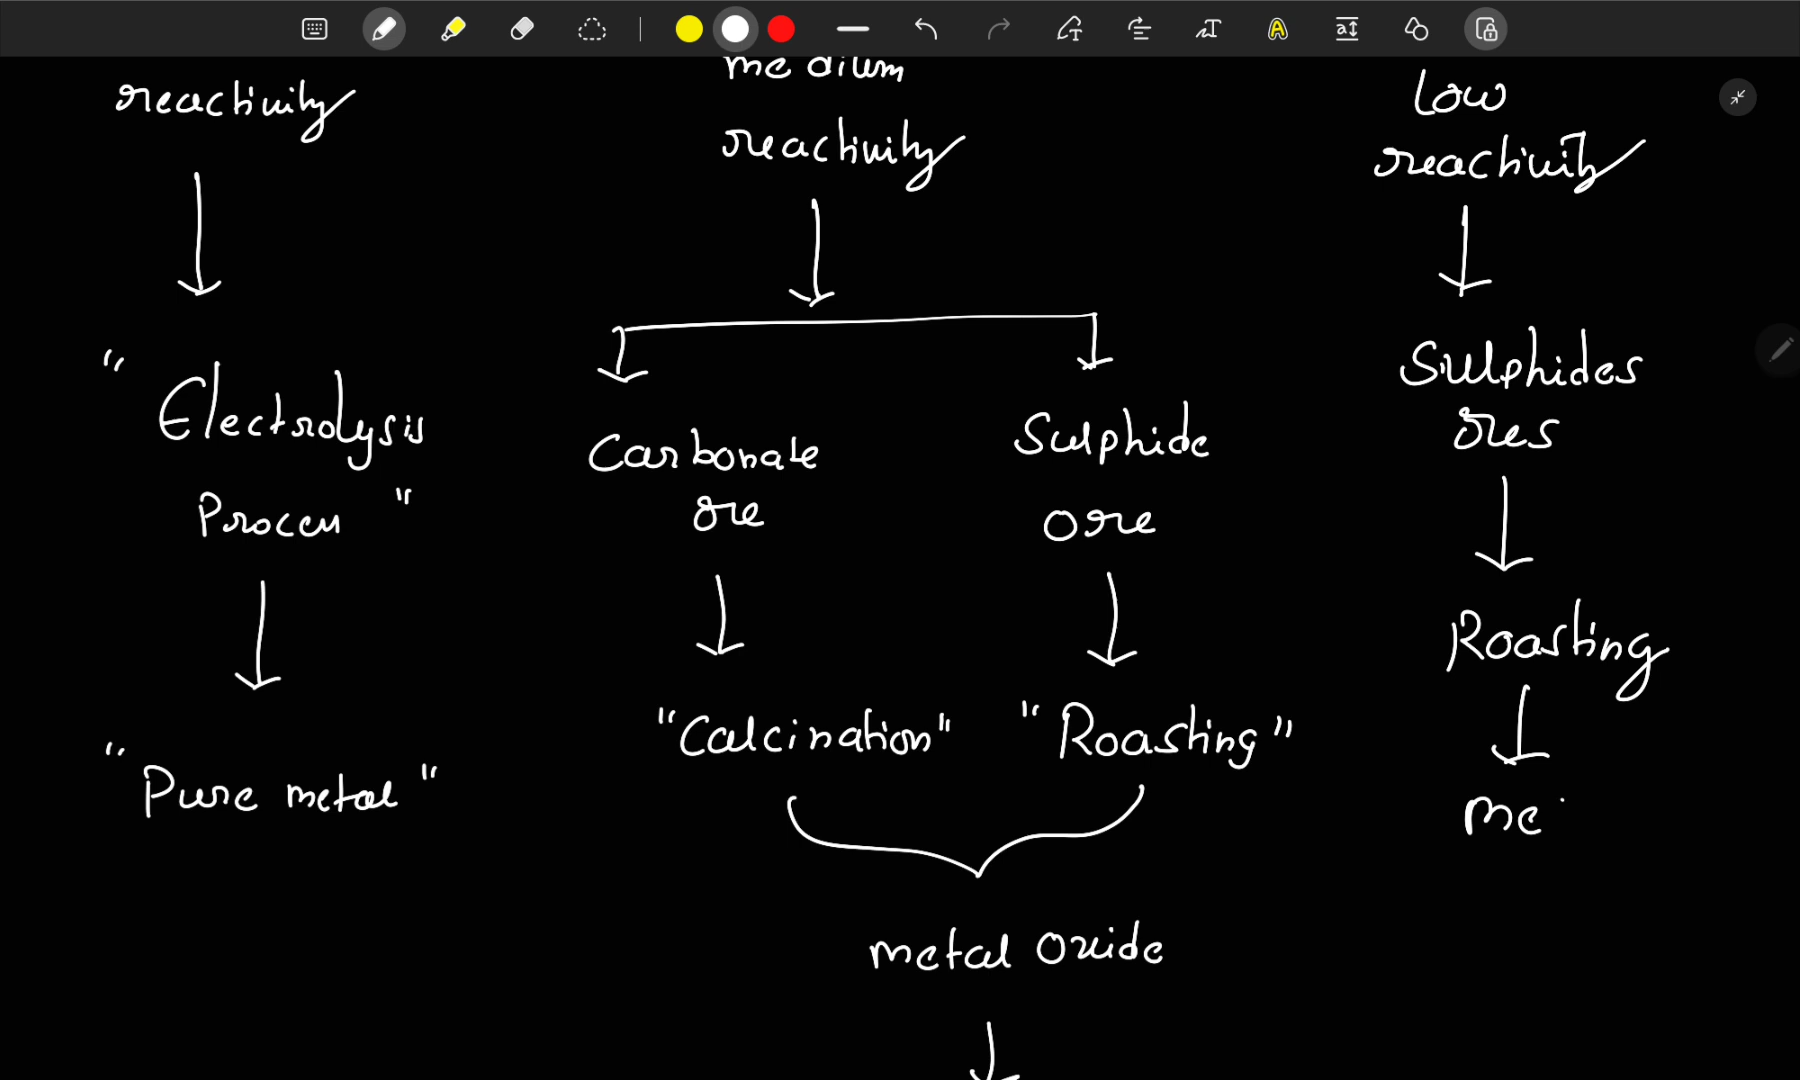 reactivity
medium
reactivity
Low
reactivity
"Electrolysis
Process"
Carbonate
ore
Sulphide
ore
Sulphides
ores
"Calcination"
"Roasting"
Roasting
"Pure metal"
me
metal oxide